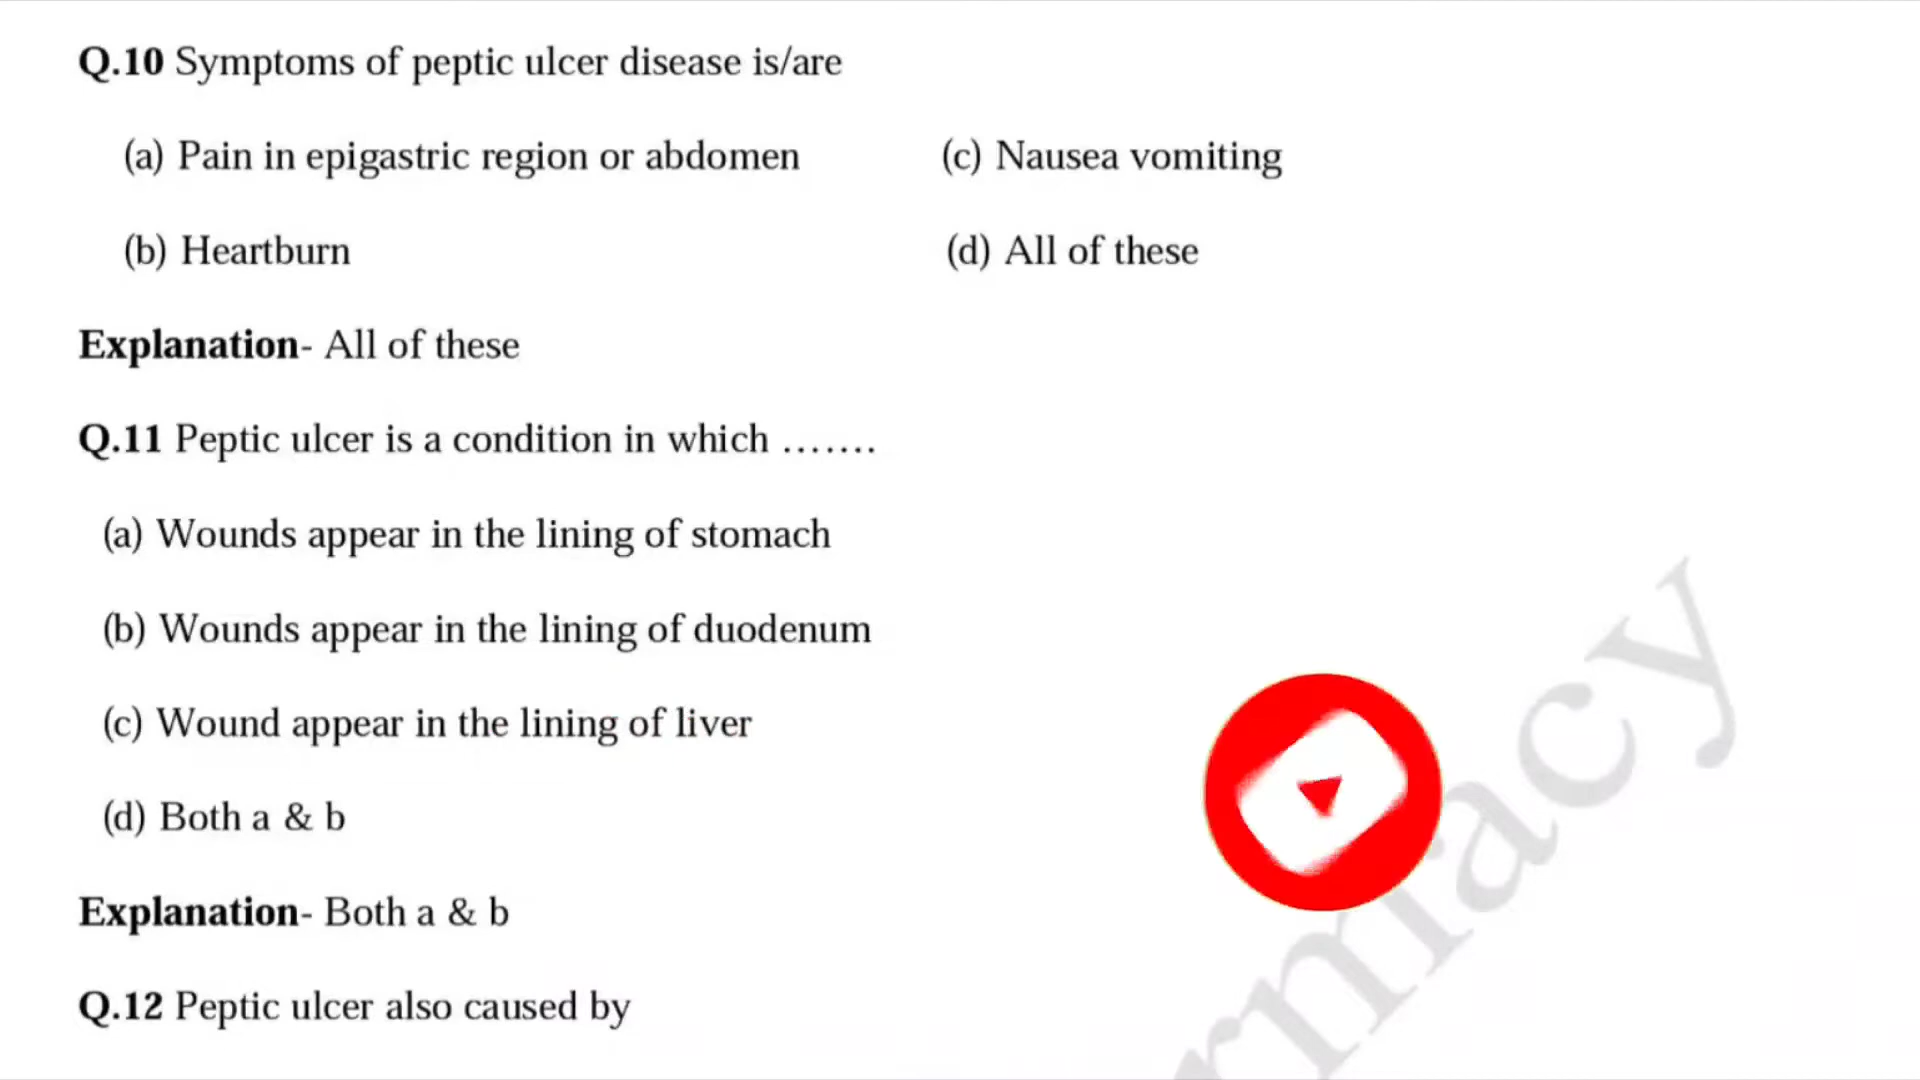 Q.10 Symptoms of peptic ulcer disease is/are
(a) Pain in epigastric region or abdomen (c) Nausea vomiting
(b) Heartburn (d) All of these
Explanation- All of these
Q.11 Peptic ulcer is a condition in which .......
(a) Wounds appear in the lining of stomach
(b) Wounds appear in the lining of duodenum
(c) Wound appear in the lining of liver
(d) Both a & b
Explanation- Both a & b
Q.12 Peptic ulcer also caused by
rmacy